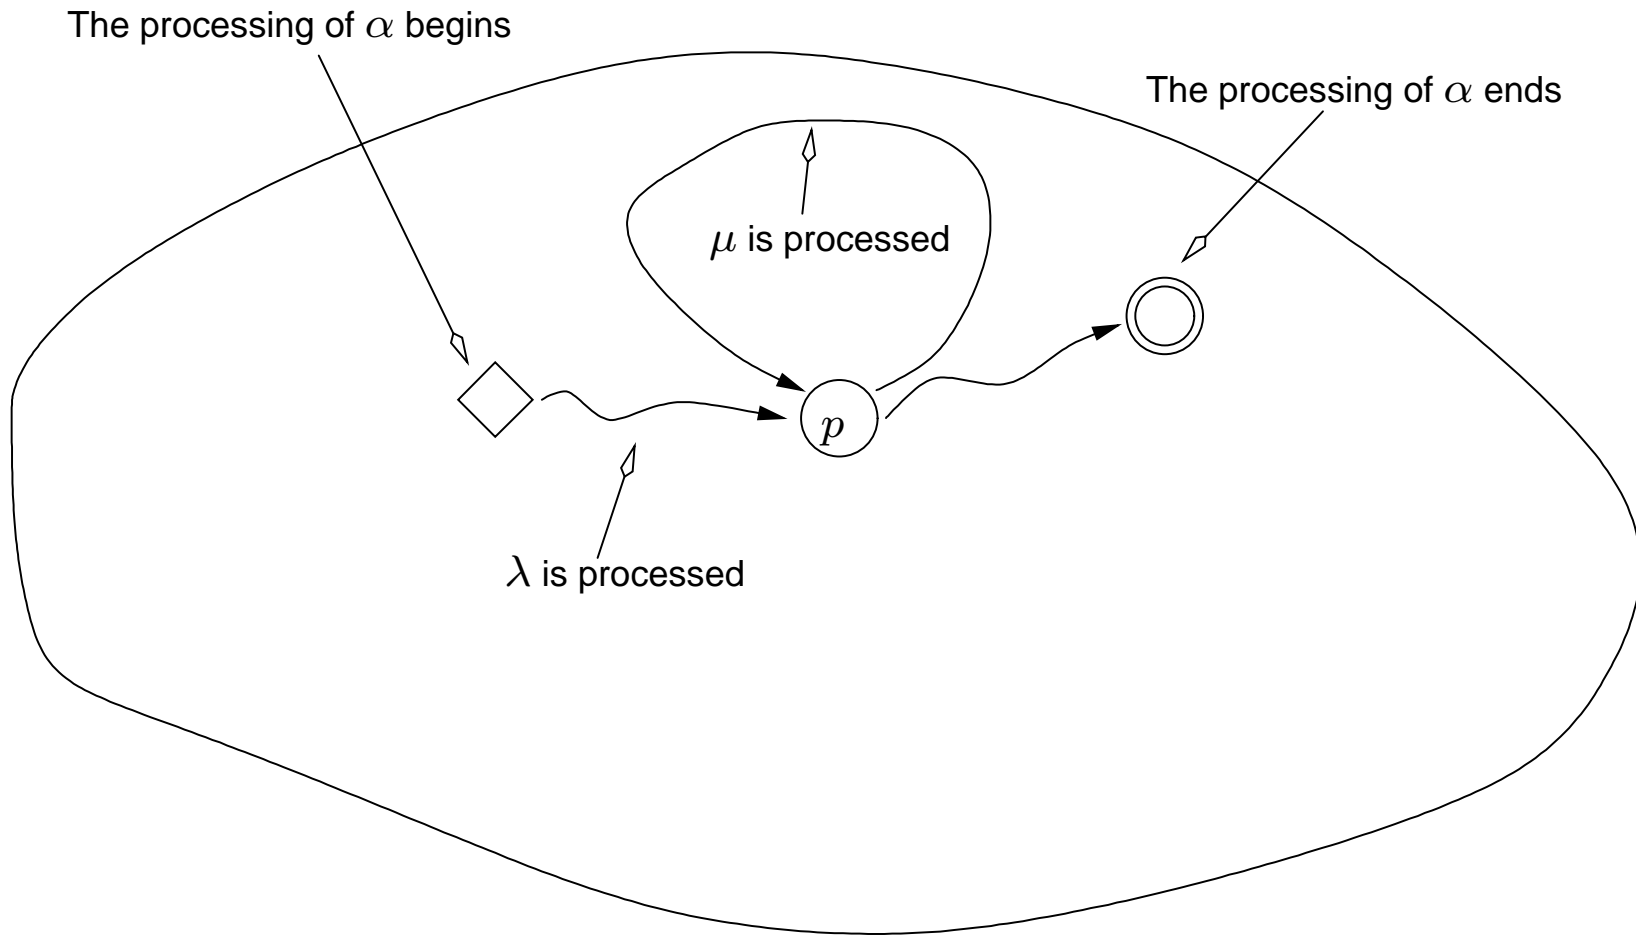 The processing of α begins
The processing of α ends
μ is processed
p
λ is processed